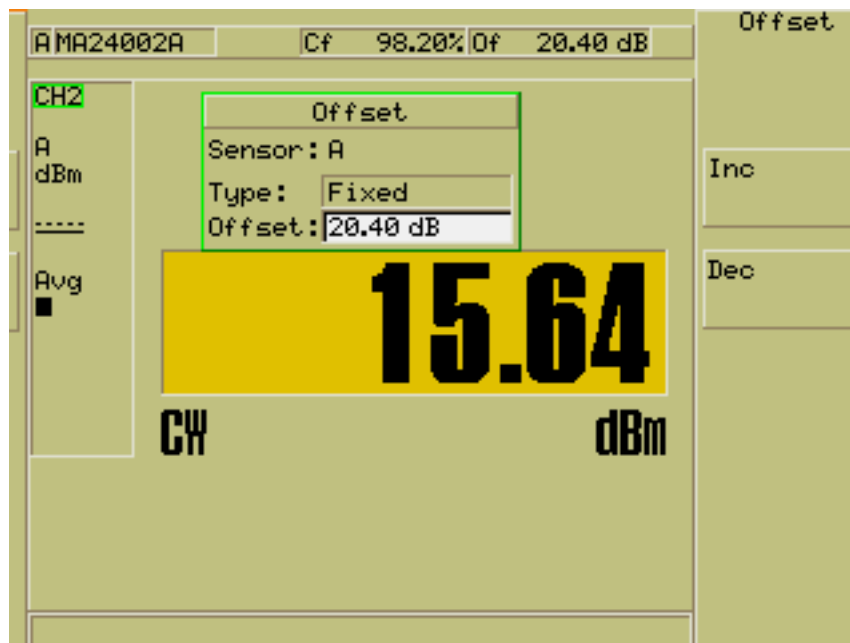 A MA24002A Cf 98.20% Of 20.40 dB
Offset
CH2
A
dBm
-----
Avg
Offset
Sensor: A
Type: Fixed
Offset: 20.40 dB
15.64
CW dBm
Inc
Dec